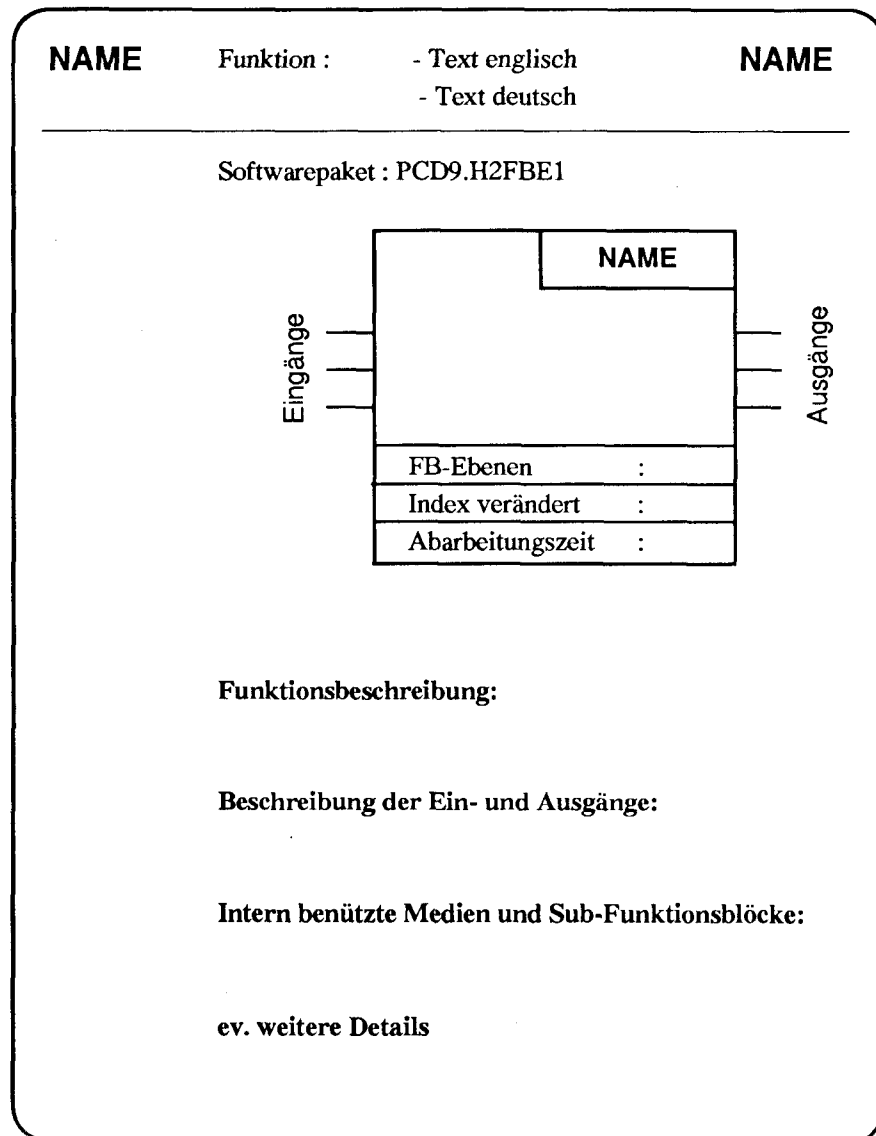 NAME Funktion : - Text englisch NAME
- Text deutsch
Softwarepaket : PCD9.H2FBE1
NAME
Eingänge
Ausgänge
FB-Ebenen :
Index verändert :
Abarbeitungszeit :
Funktionsbeschreibung:
Beschreibung der Ein- und Ausgänge:
Intern benützte Medien und Sub-Funktionsblöcke:
ev. weitere Details